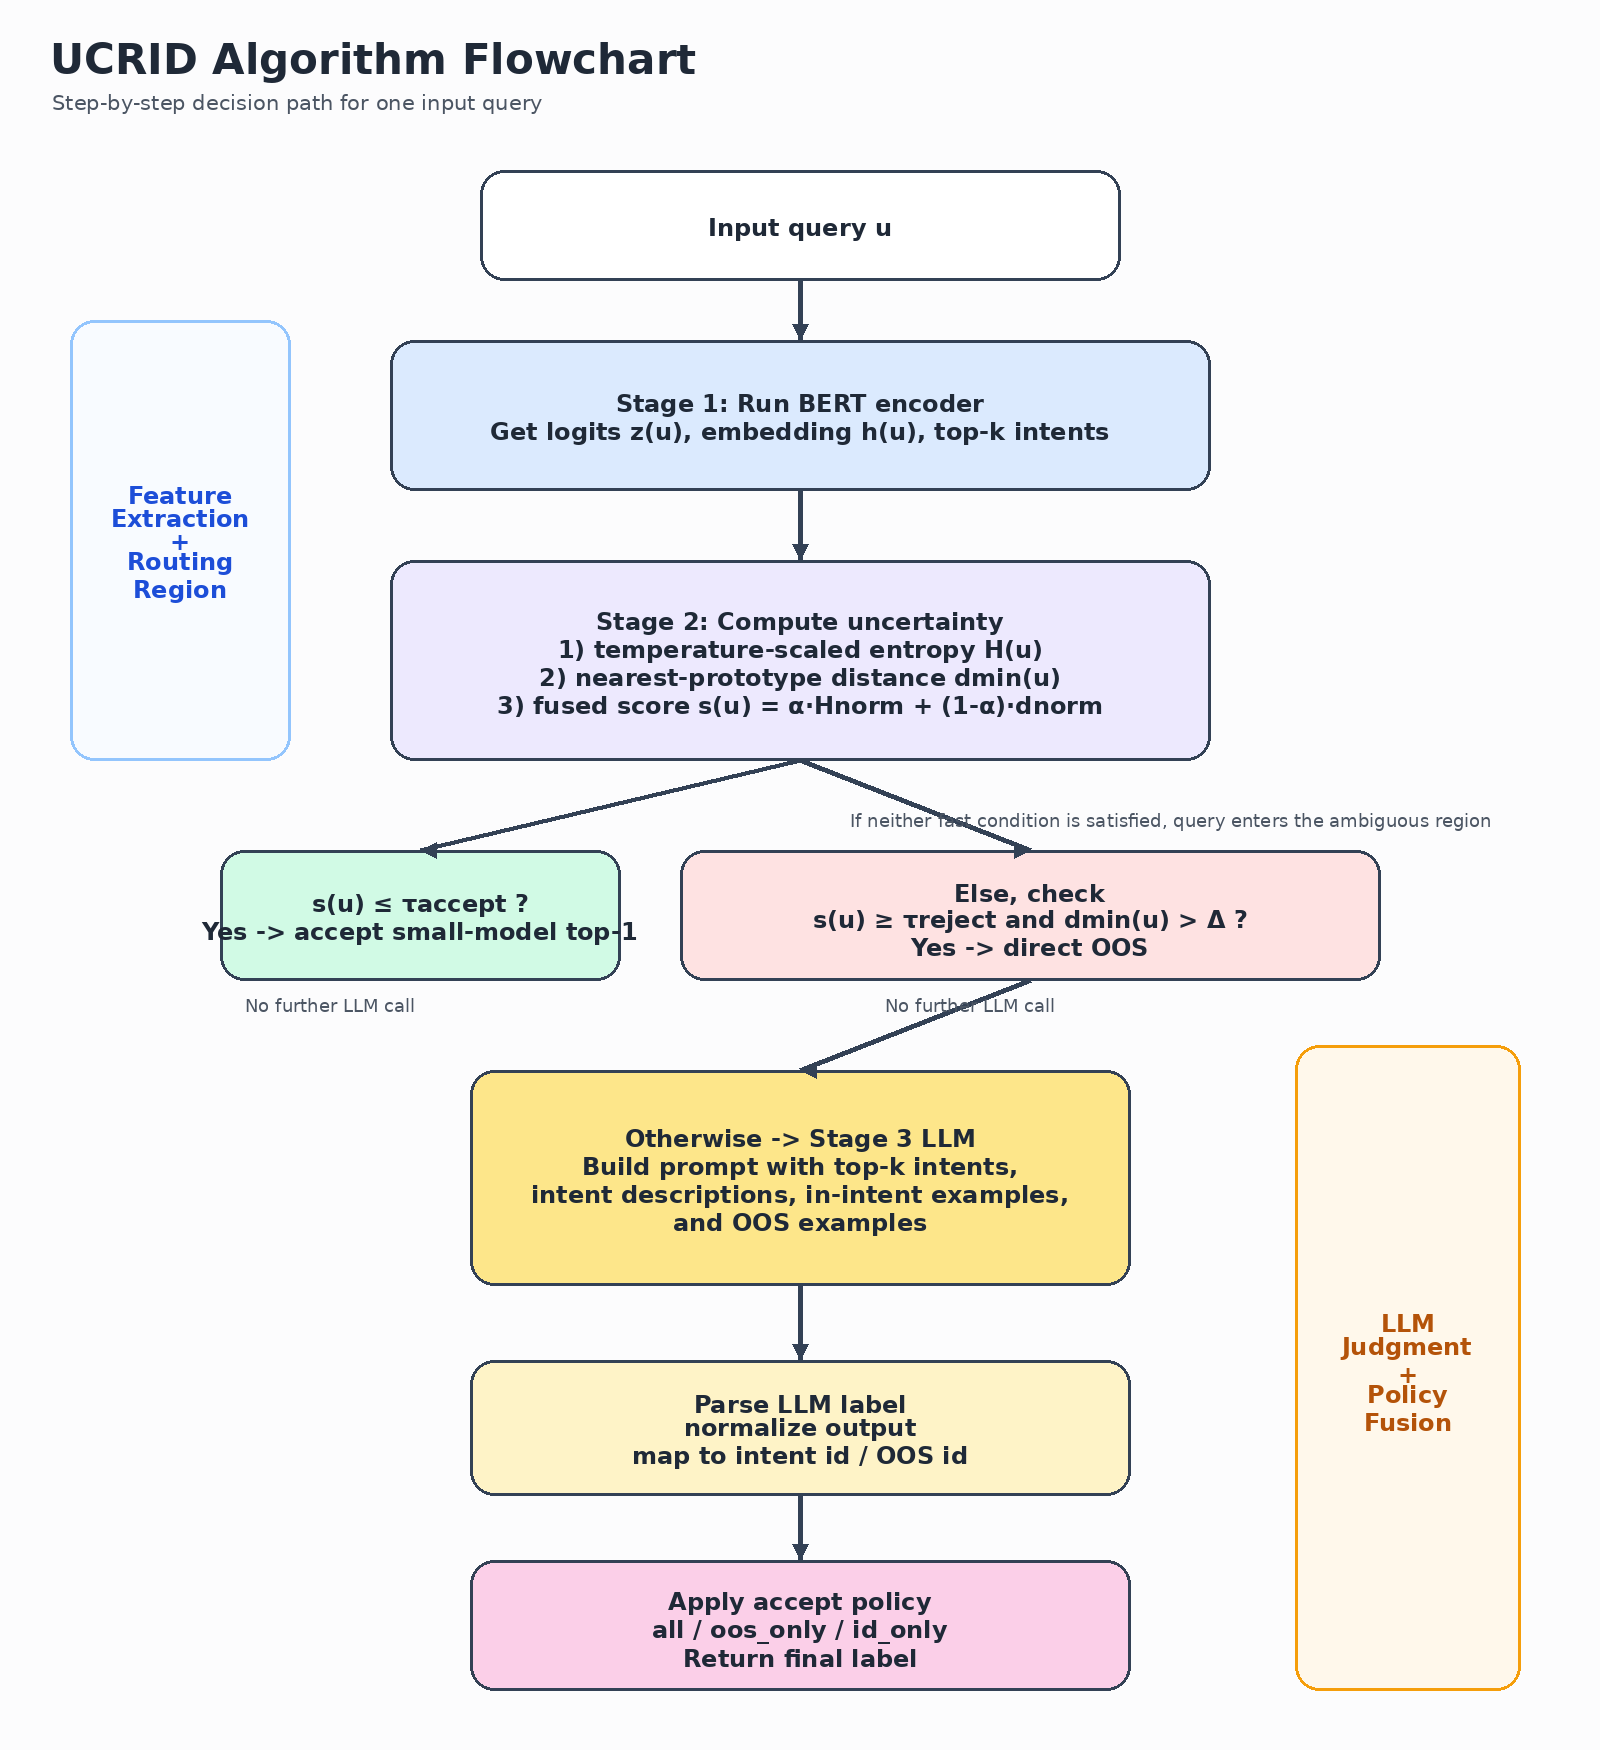 UCRID Algorithm Flowchart
Step-by-step decision path for one input query
Input query u
Stage 1: Run BERT encoder
Get logits z(u), embedding h(u), top-k intents
Feature
Extraction
+
Routing
Region
Stage 2: Compute uncertainty
1) temperature-scaled entropy H(u)
2) nearest-prototype distance dmin(u)
3) fused score s(u) = α·Hnorm + (1-α)·dnorm
If neither fast condition is satisfied, query enters the ambiguous region
s(u) ≤ τaccept ?
Yes -> accept small-model top-1
Else, check
s(u) ≥ τreject and dmin(u) > Δ ?
Yes -> direct OOS
No further LLM call
No further LLM call
Otherwise -> Stage 3 LLM
Build prompt with top-k intents,
intent descriptions, in-intent examples,
and OOS examples
LLM
Judgment
+
Policy
Fusion
Parse LLM label
normalize output
map to intent id / OOS id
Apply accept policy
all / oos_only / id_only
Return final label